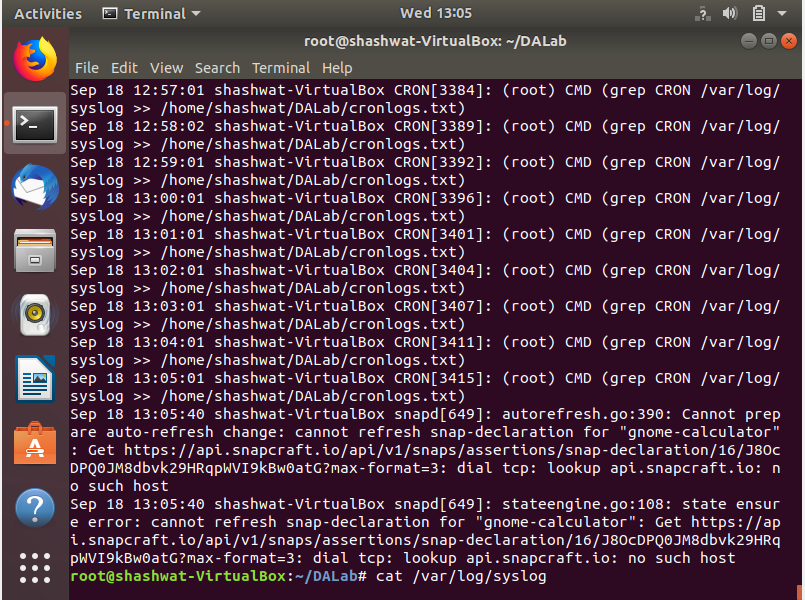 Activities Terminal Wed 13:05
root@shashwat-VirtualBox: ~/DALab
File Edit View Search Terminal Help
Sep 18 12:57:01 shashwat-VirtualBox CRON[3384]: (root) CMD (grep CRON /var/log/
syslog >> /home/shashwat/DALab/cronlogs.txt)
Sep 18 12:58:02 shashwat-VirtualBox CRON[3389]: (root) CMD (grep CRON /var/log/
syslog >> /home/shashwat/DALab/cronlogs.txt)
Sep 18 12:59:01 shashwat-VirtualBox CRON[3392]: (root) CMD (grep CRON /var/log/
syslog >> /home/shashwat/DALab/cronlogs.txt)
Sep 18 13:00:01 shashwat-VirtualBox CRON[3396]: (root) CMD (grep CRON /var/log/
syslog >> /home/shashwat/DALab/cronlogs.txt)
Sep 18 13:01:01 shashwat-VirtualBox CRON[3401]: (root) CMD (grep CRON /var/log/
syslog >> /home/shashwat/DALab/cronlogs.txt)
Sep 18 13:02:01 shashwat-VirtualBox CRON[3404]: (root) CMD (grep CRON /var/log/
syslog >> /home/shashwat/DALab/cronlogs.txt)
Sep 18 13:03:01 shashwat-VirtualBox CRON[3407]: (root) CMD (grep CRON /var/log/
syslog >> /home/shashwat/DALab/cronlogs.txt)
Sep 18 13:04:01 shashwat-VirtualBox CRON[3411]: (root) CMD (grep CRON /var/log/
syslog >> /home/shashwat/DALab/cronlogs.txt)
Sep 18 13:05:01 shashwat-VirtualBox CRON[3415]: (root) CMD (grep CRON /var/log/
syslog >> /home/shashwat/DALab/cronlogs.txt)
Sep 18 13:05:40 shashwat-VirtualBox snapd[649]: autorefresh.go:390: Cannot prep
are auto-refresh change: cannot refresh snap-declaration for "gnome-calculator"
: Get https://api.snapcraft.io/api/v1/snaps/assertions/snap-declaration/16/J8Oc
DPQ0JM8dbvk29HRqpWVI9kBw0atG?max-format=3: dial tcp: lookup api.snapcraft.io: n
o such host
Sep 18 13:05:40 shashwat-VirtualBox snapd[649]: stateengine.go:108: state ensur
e error: cannot refresh snap-declaration for "gnome-calculator": Get https://ap
i.snapcraft.io/api/v1/snaps/assertions/snap-declaration/16/J8OcDPQ0JM8dbvk29HRq
pWVI9kBw0atG?max-format=3: dial tcp: lookup api.snapcraft.io: no such host
root@shashwat-VirtualBox:~/DALab# cat /var/log/syslog